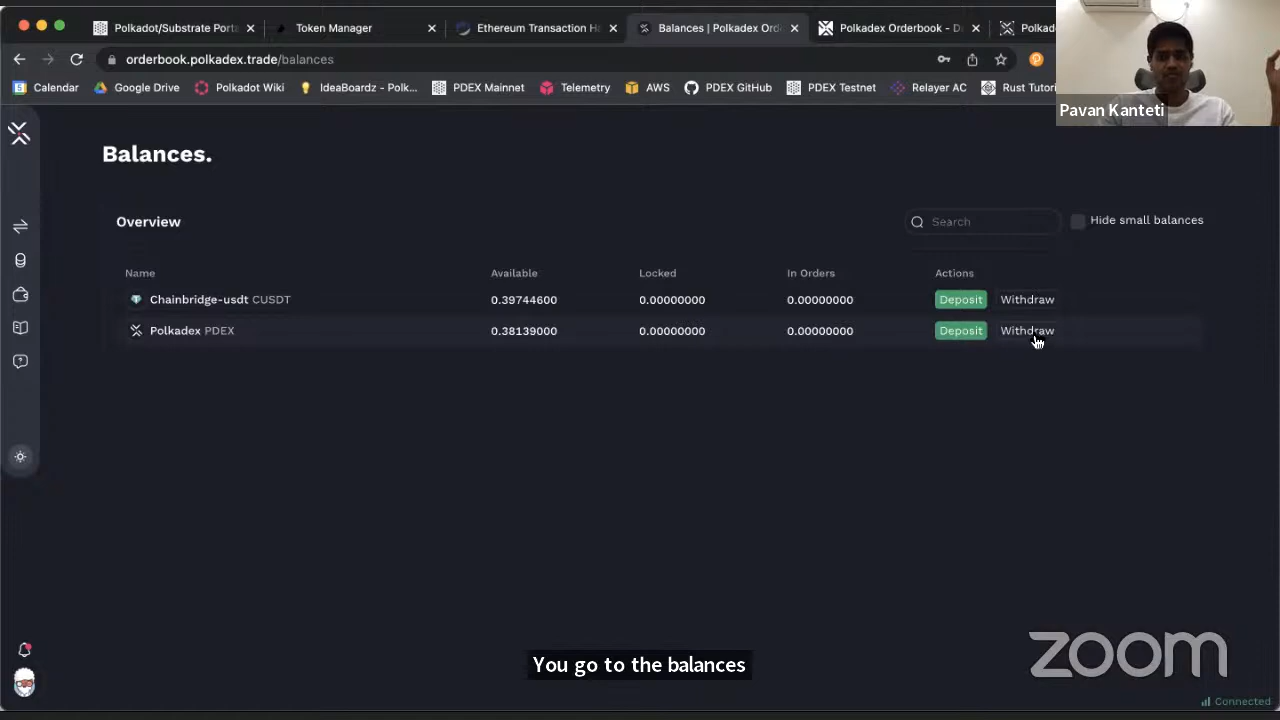 Polkadot/Substrate Porta
Token Manager
Ethereum Transaction Ha
Balances | Polkadex Orde
Polkadex Orderbook - D
Polkad
orderbook.polkadex.trade/balances
Calendar
Google Drive
Polkadot Wiki
IdeaBoardz - Polk...
PDEX Mainnet
Telemetry
AWS
PDEX GitHub
PDEX Testnet
Relayer AC
Rust Tutori
Pavan Kanteti
Balances.
Overview
Search
Hide small balances
Name Available Locked In Orders Actions
Chainbridge-usdt CUSDT 0.39744600 0.00000000 0.00000000 Deposit Withdraw
Polkadex PDEX 0.38139000 0.00000000 0.00000000 Deposit Withdraw
You go to the balances
zoom
Connected